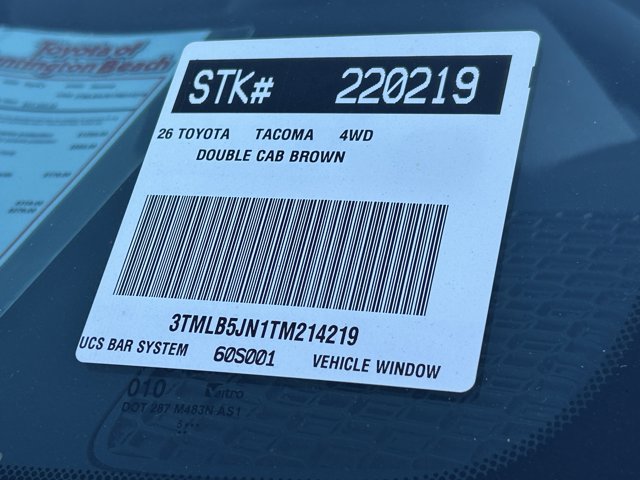 Toyota of
Huntington Beach
STK# 220219
26 TOYOTA TACOMA 4WD
DOUBLE CAB BROWN
3TMLB5JN1TM214219
UCS BAR SYSTEM 60S001 VEHICLE WINDOW
010
DOT 287 M483N-AS1